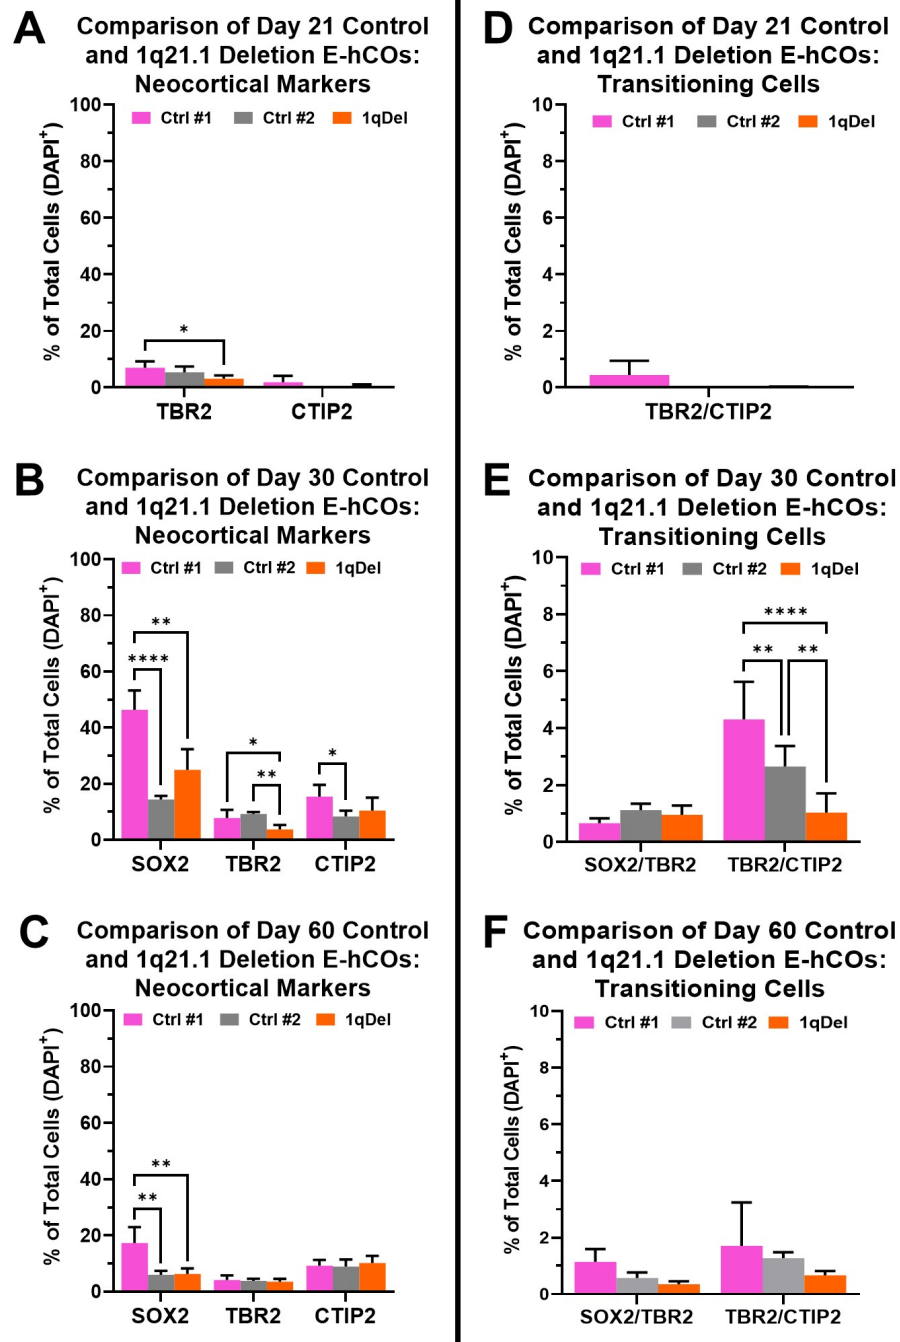 A
Comparison of Day 21 Control
and 1q21.1 Deletion E-hCOs:
Neocortical Markers
% of Total Cells (DAPI⁺)
100
80
60
40
20
0
Ctrl #1 Ctrl #2 1qDel
*
TBR2 CTIP2
D
Comparison of Day 21 Control
and 1q21.1 Deletion E-hCOs:
Transitioning Cells
% of Total Cells (DAPI⁺)
10
8
6
4
2
0
Ctrl #1 Ctrl #2 1qDel
TBR2/CTIP2
B
Comparison of Day 30 Control
and 1q21.1 Deletion E-hCOs:
Neocortical Markers
% of Total Cells (DAPI⁺)
100
80
60
40
20
0
Ctrl #1 Ctrl #2 1qDel
**
****
*
**
*
SOX2 TBR2 CTIP2
E
Comparison of Day 30 Control
and 1q21.1 Deletion E-hCOs:
Transitioning Cells
% of Total Cells (DAPI⁺)
10
8
6
4
2
0
Ctrl #1 Ctrl #2 1qDel
****
** **
SOX2/TBR2 TBR2/CTIP2
C
Comparison of Day 60 Control
and 1q21.1 Deletion E-hCOs:
Neocortical Markers
% of Total Cells (DAPI⁺)
100
80
60
40
20
0
Ctrl #1 Ctrl #2 1qDel
**
**
SOX2 TBR2 CTIP2
F
Comparison of Day 60 Control
and 1q21.1 Deletion E-hCOs:
Transitioning Cells
% of Total Cells (DAPI⁺)
10
8
6
4
2
0
Ctrl #1 Ctrl #2 1qDel
SOX2/TBR2 TBR2/CTIP2